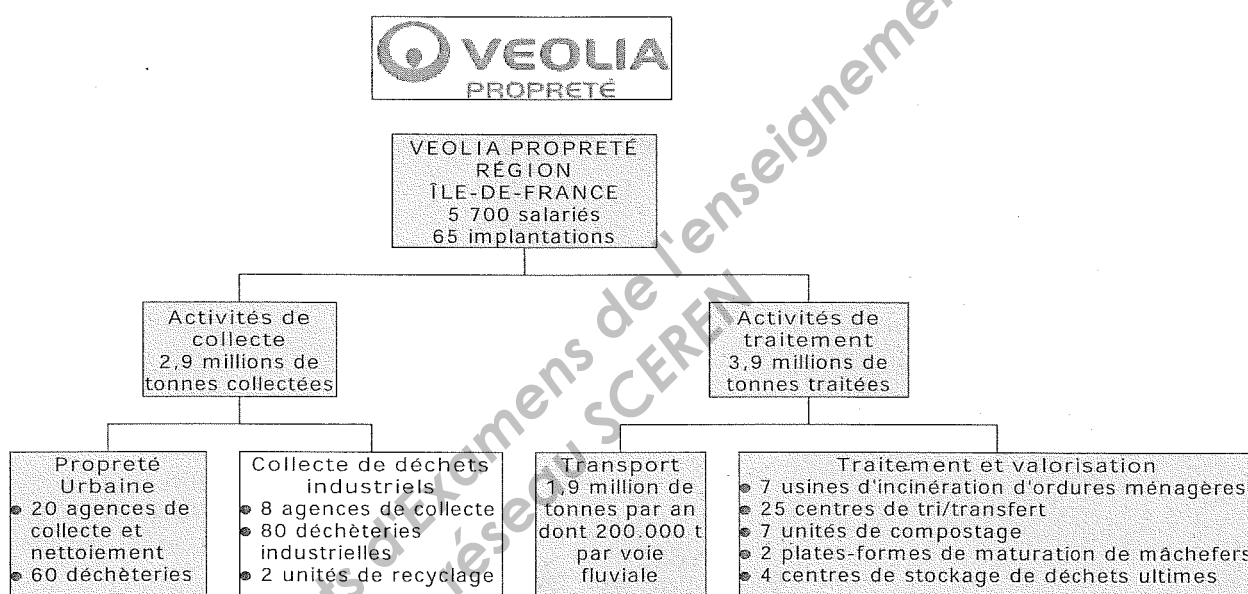 VEOLIA
PROPRETÉ
VEOLIA PROPRETÉ
RÉGION
ÎLE-DE-FRANCE
5 700 salariés
65 implantations
Activités de
collecte
2,9 millions de
tonnes collectées
Activités de
traitement
3,9 millions de
tonnes traitées
Propreté
Urbaine
● 20 agences de
collecte et
nettoiement
● 60 déchèteries
Collecte de déchets
industriels
● 8 agences de collecte
● 80 déchèteries
industrielles
● 2 unités de recyclage
Transport
1,9 million de
tonnes par an
dont 200.000 t
par voie
fluviale
Traitement et valorisation
● 7 usines d'incinération d'ordures ménagères
● 25 centres de tri/transfert
● 7 unités de compostage
● 2 plates-formes de maturation de mâchefers
● 4 centres de stockage de déchets ultimes
d'Examens de l'enseigneme
réseau SCEREN